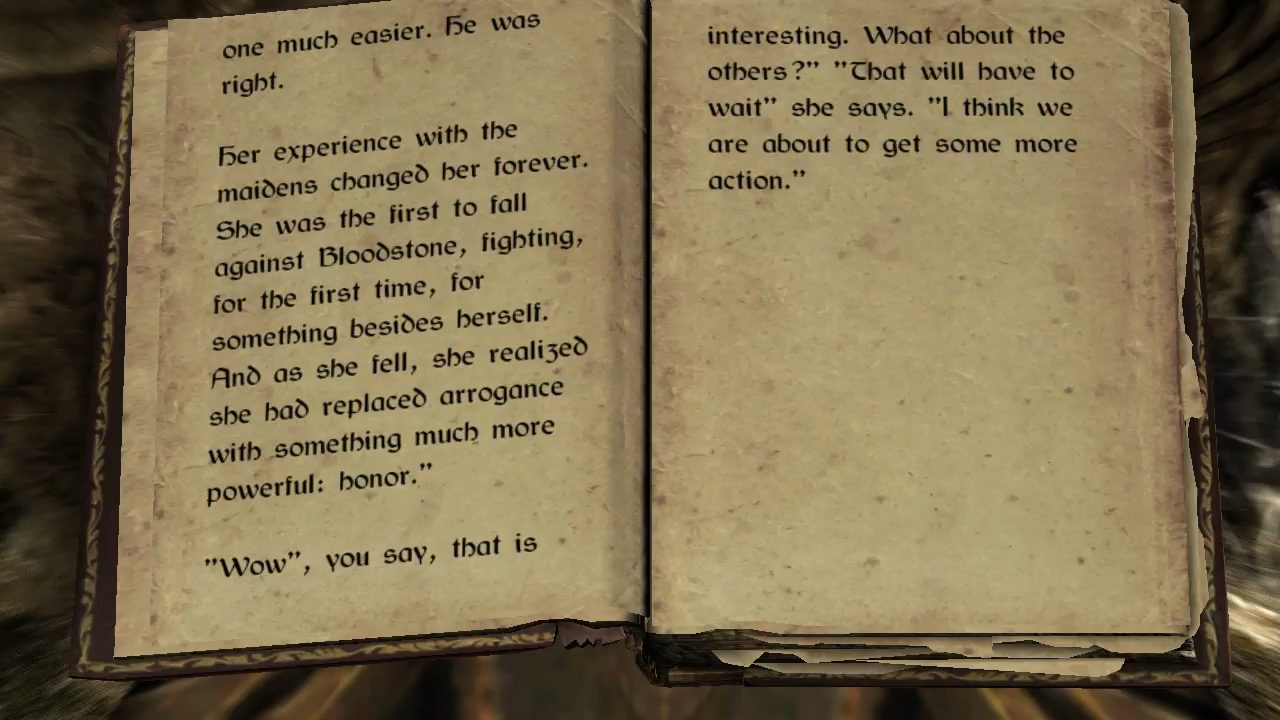 one much easier. He was
right.
Her experience with the
maidens changed her forever.
She was the first to fall
against Bloodstone, fighting,
for the first time, for
something besides herself.
And as she fell, she realized
she had replaced arrogance
with something much more
powerful: honor."
"Wow", you say, that is
interesting. What about the
others?" "That will have to
wait" she says. "I think we
are about to get some more
action."